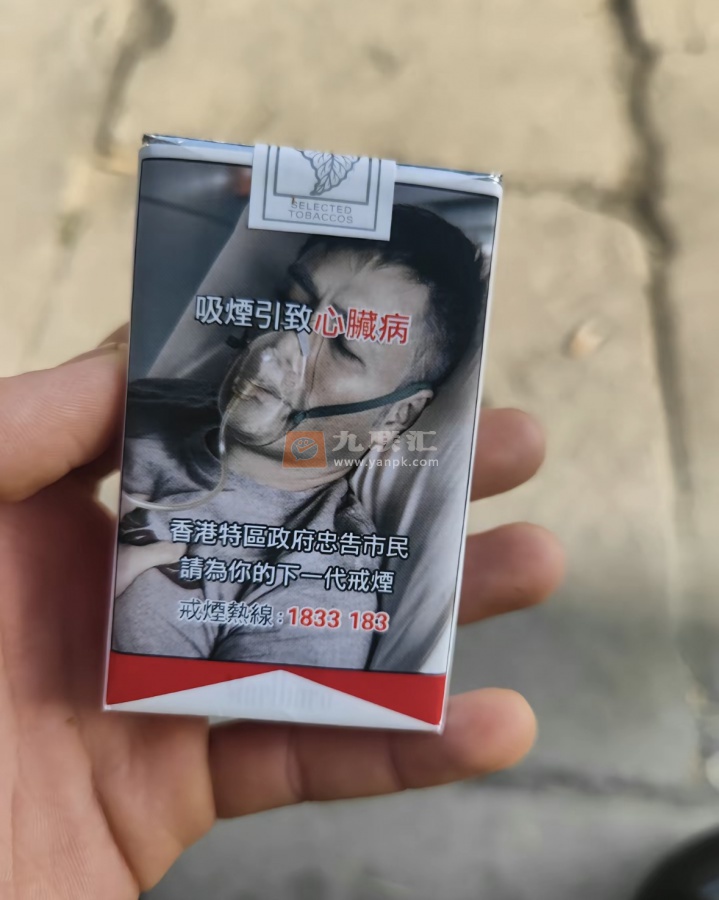 SELECTED
TOBACCOS
吸煙引致心臟病
九聚汇
www.yanpk.com
香港特區政府忠告市民
請為你的下一代戒煙
戒煙熱線:1833 183